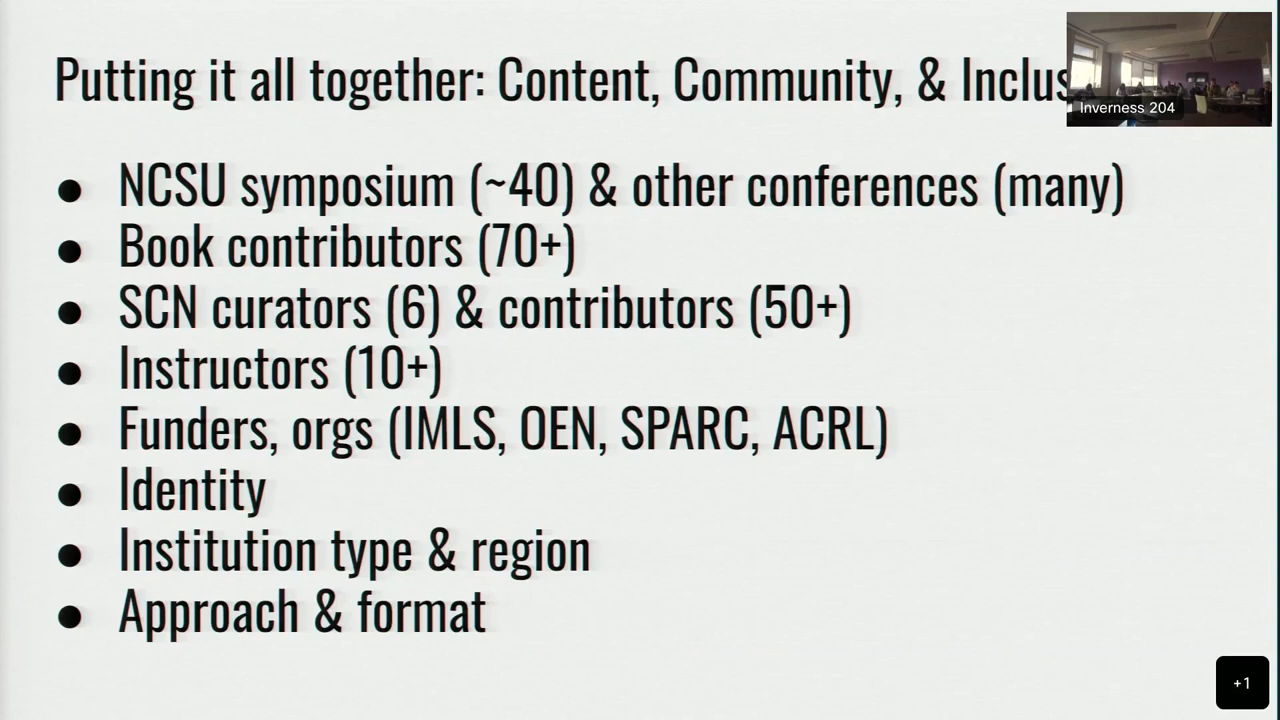 Putting it all together: Content, Community, & Inclus
Inverness 204
● NCSU symposium (~40) & other conferences (many)
● Book contributors (70+)
● SCN curators (6) & contributors (50+)
● Instructors (10+)
● Funders, orgs (IMLS, OEN, SPARC, ACRL)
● Identity
● Institution type & region
● Approach & format
+1